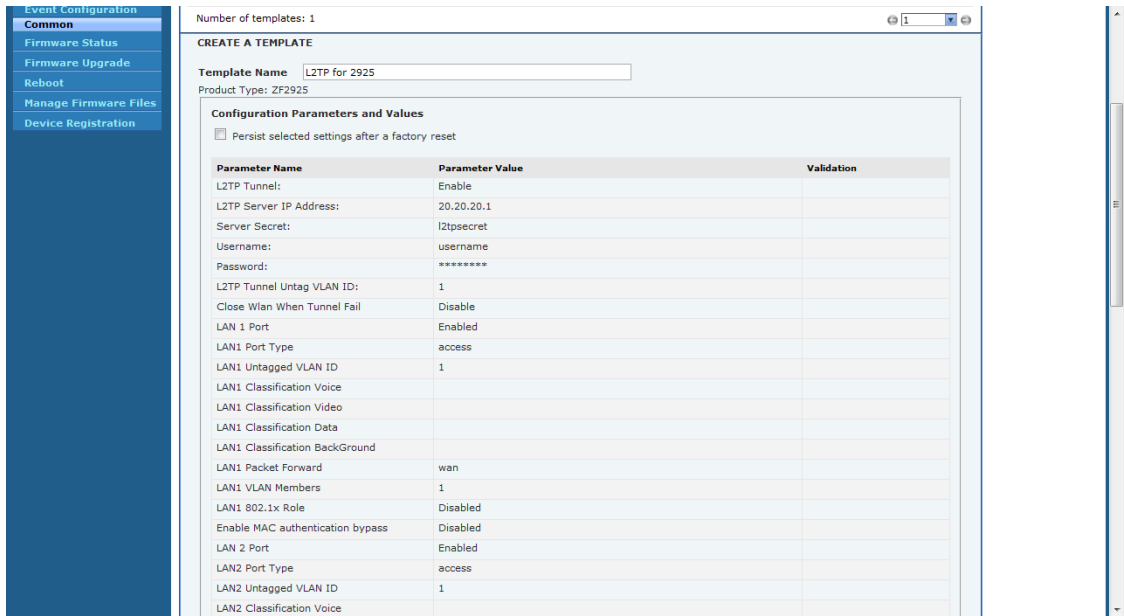 Event Configuration
Common
Firmware Status
Firmware Upgrade
Reboot
Manage Firmware Files
Device Registration
Number of templates: 1
1
CREATE A TEMPLATE
Template Name L2TP for 2925
Product Type: ZF2925
Configuration Parameters and Values
Persist selected settings after a factory reset
Parameter Name Parameter Value Validation
L2TP Tunnel: Enable
L2TP Server IP Address: 20.20.20.1
Server Secret: l2tpsecret
Username: username
Password: ********
L2TP Tunnel Untag VLAN ID: 1
Close Wlan When Tunnel Fail Disable
LAN 1 Port Enabled
LAN1 Port Type access
LAN1 Untagged VLAN ID 1
LAN1 Classification Voice
LAN1 Classification Video
LAN1 Classification Data
LAN1 Classification BackGround
LAN1 Packet Forward wan
LAN1 VLAN Members 1
LAN1 802.1x Role Disabled
Enable MAC authentication bypass Disabled
LAN 2 Port Enabled
LAN2 Port Type access
LAN2 Untagged VLAN ID 1
LAN2 Classification Voice